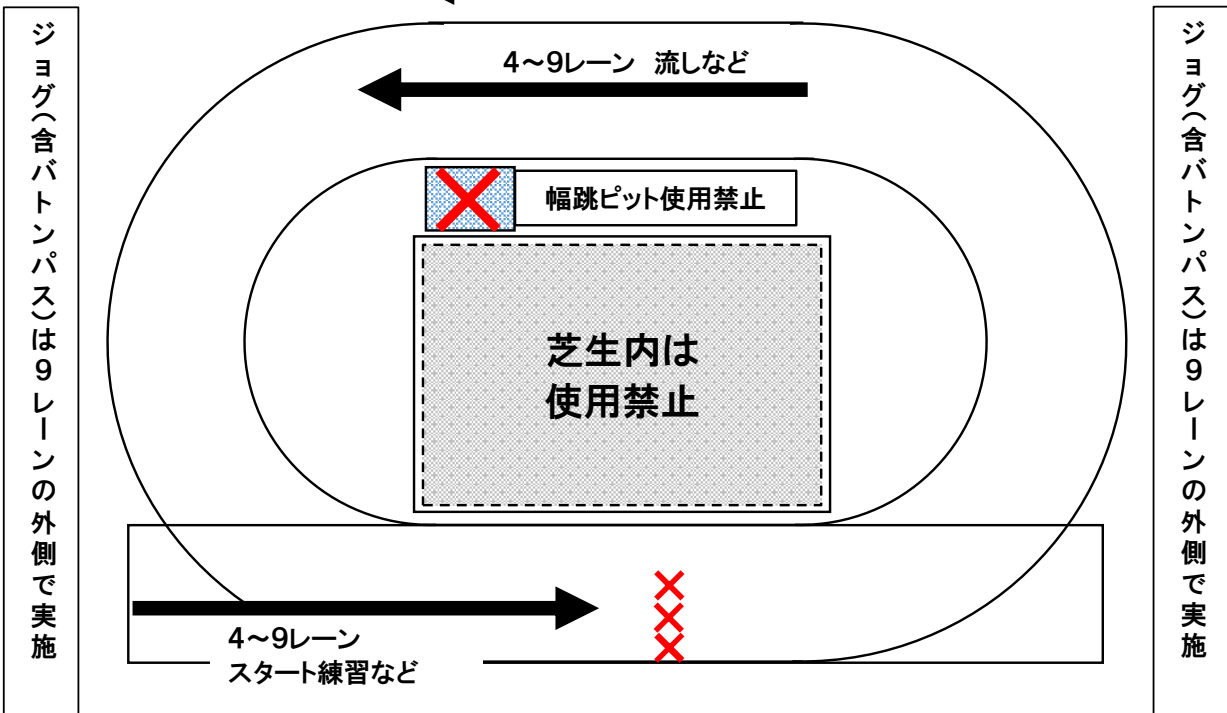 ジョグ(含バトンパス)は9レーンの外側で実施
4～9レーン 流しなど
幅跳ピット使用禁止
芝生内は
使用禁止
4～9レーン
スタート練習など
ジョグ(含バトンパス)は9レーンの外側で実施